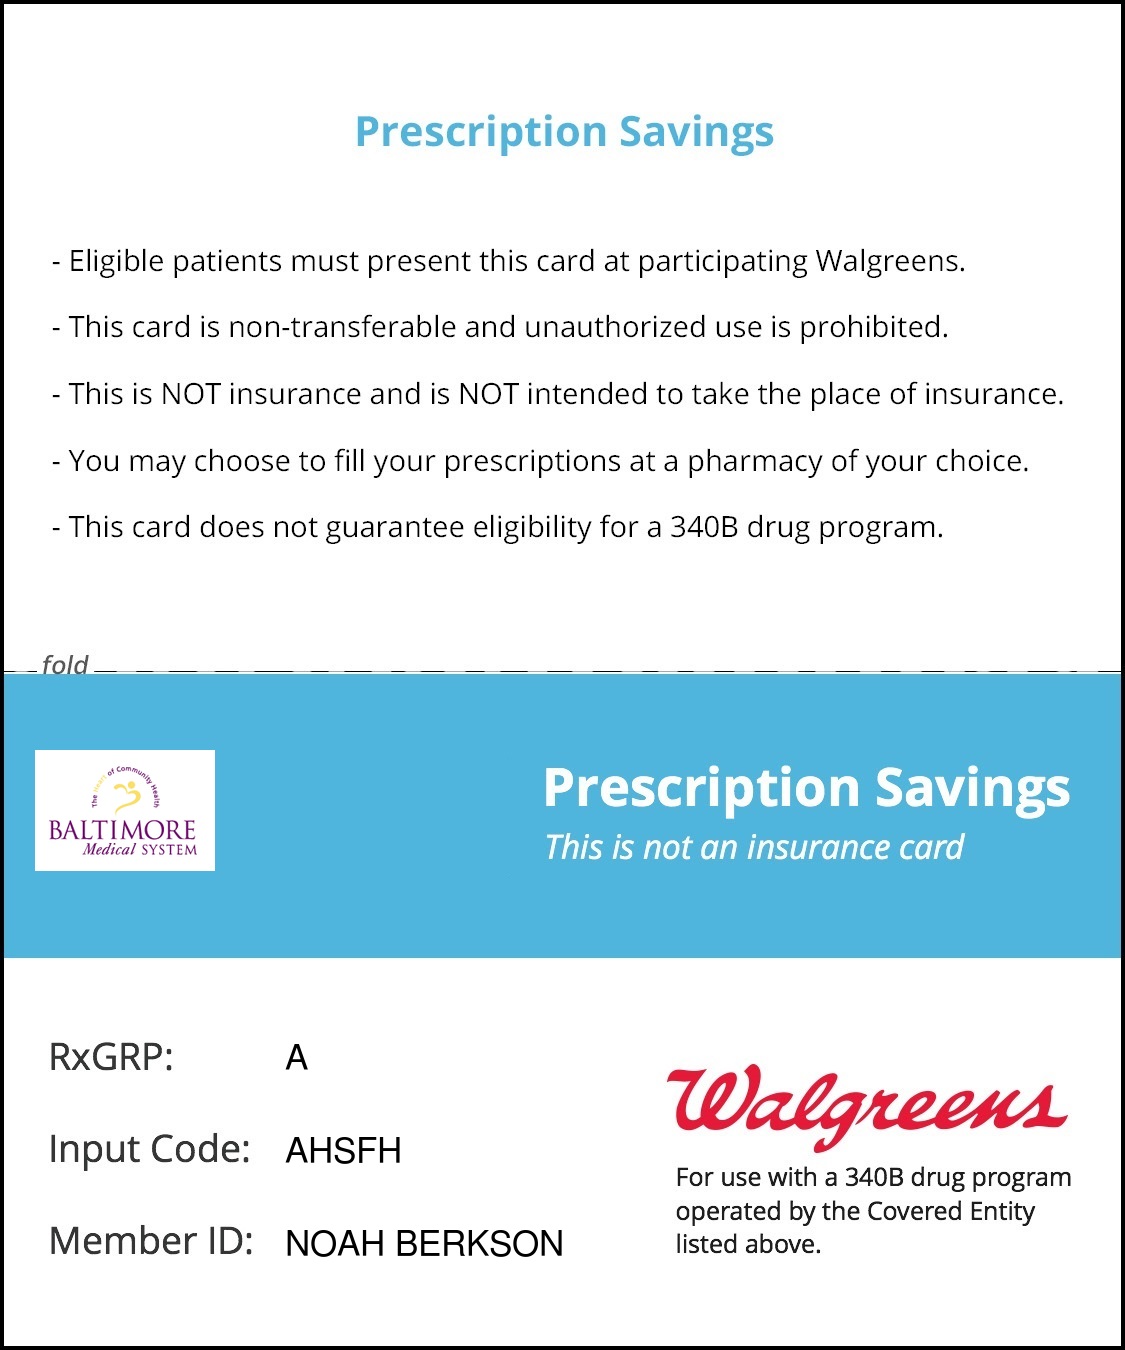 Prescription Savings
- Eligible patients must present this card at participating Walgreens.
- This card is non-transferable and unauthorized use is prohibited.
- This is NOT insurance and is NOT intended to take the place of insurance.
- You may choose to fill your prescriptions at a pharmacy of your choice.
- This card does not guarantee eligibility for a 340B drug program.
fold
The Heart of Community Health
BALTIMORE
Medical SYSTEM
Prescription Savings
This is not an insurance card
RxGRP: A
Input Code: AHSFH
Member ID: NOAH BERKSON
Walgreens
For use with a 340B drug program
operated by the Covered Entity
listed above.